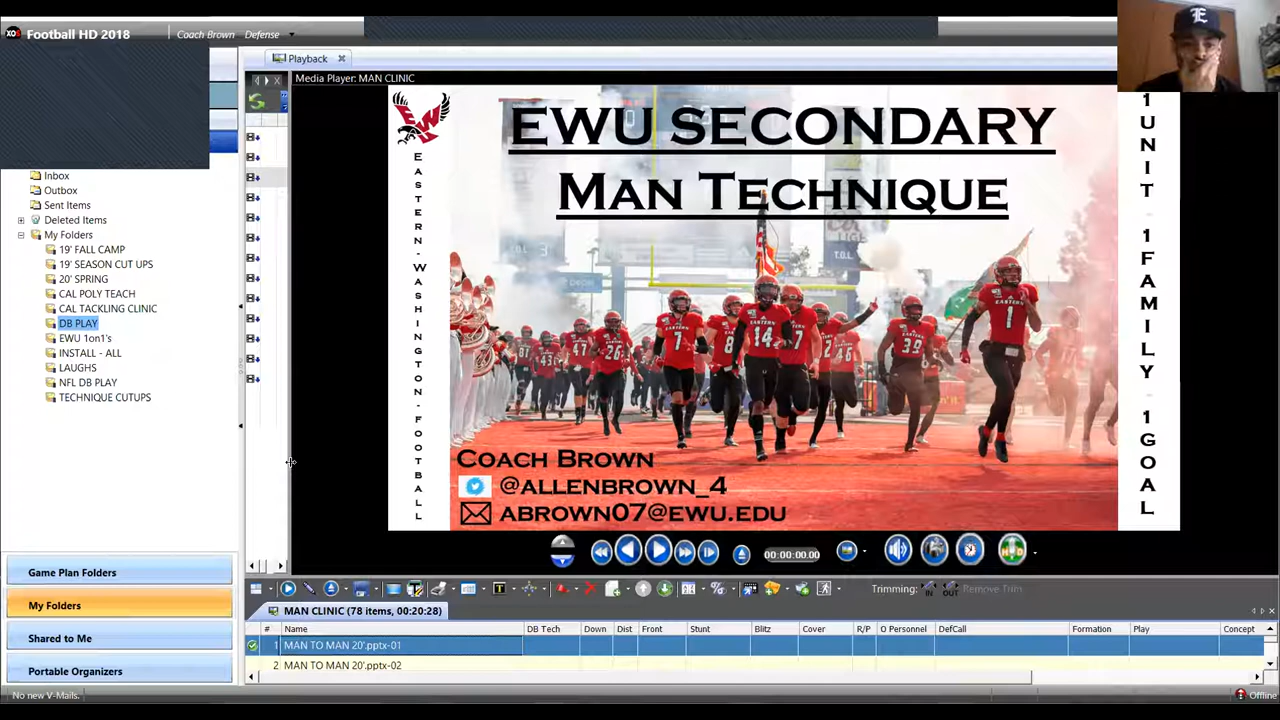 XOS Football HD 2018 Coach Brown Defense
Playback
Media Player: MAN CLINIC
Inbox
Outbox
Sent Items
Deleted Items
My Folders
19' FALL CAMP
19' SEASON CUT UPS
20' SPRING
CAL POLY TEACH
CAL TACKLING CLINIC
DB PLAY
EWU 1on1's
INSTALL - ALL
LAUGHS
NFL DB PLAY
TECHNIQUE CUTUPS
EASTERN-WASHINGTON-FOOTBALL
EWU SECONDARY
MAN TECHNIQUE
COACH BROWN
@ALLENBROWN_4
ABROWN07@EWU.EDU
1UNIT 1FAMILY 1GOAL
00:00:00.00
Game Plan Folders
My Folders
Shared to Me
Portable Organizers
Trimming: IN OUT Remove Trim
MAN CLINIC (78 items, 00:20:28)
# Name DB Tech Down Dist Front Stunt Blitz Cover R/P O Personnel DefCall Formation Play Concept
1 MAN TO MAN 20'.pptx-01
2 MAN TO MAN 20'.pptx-02
No new V-Mails.
Offline